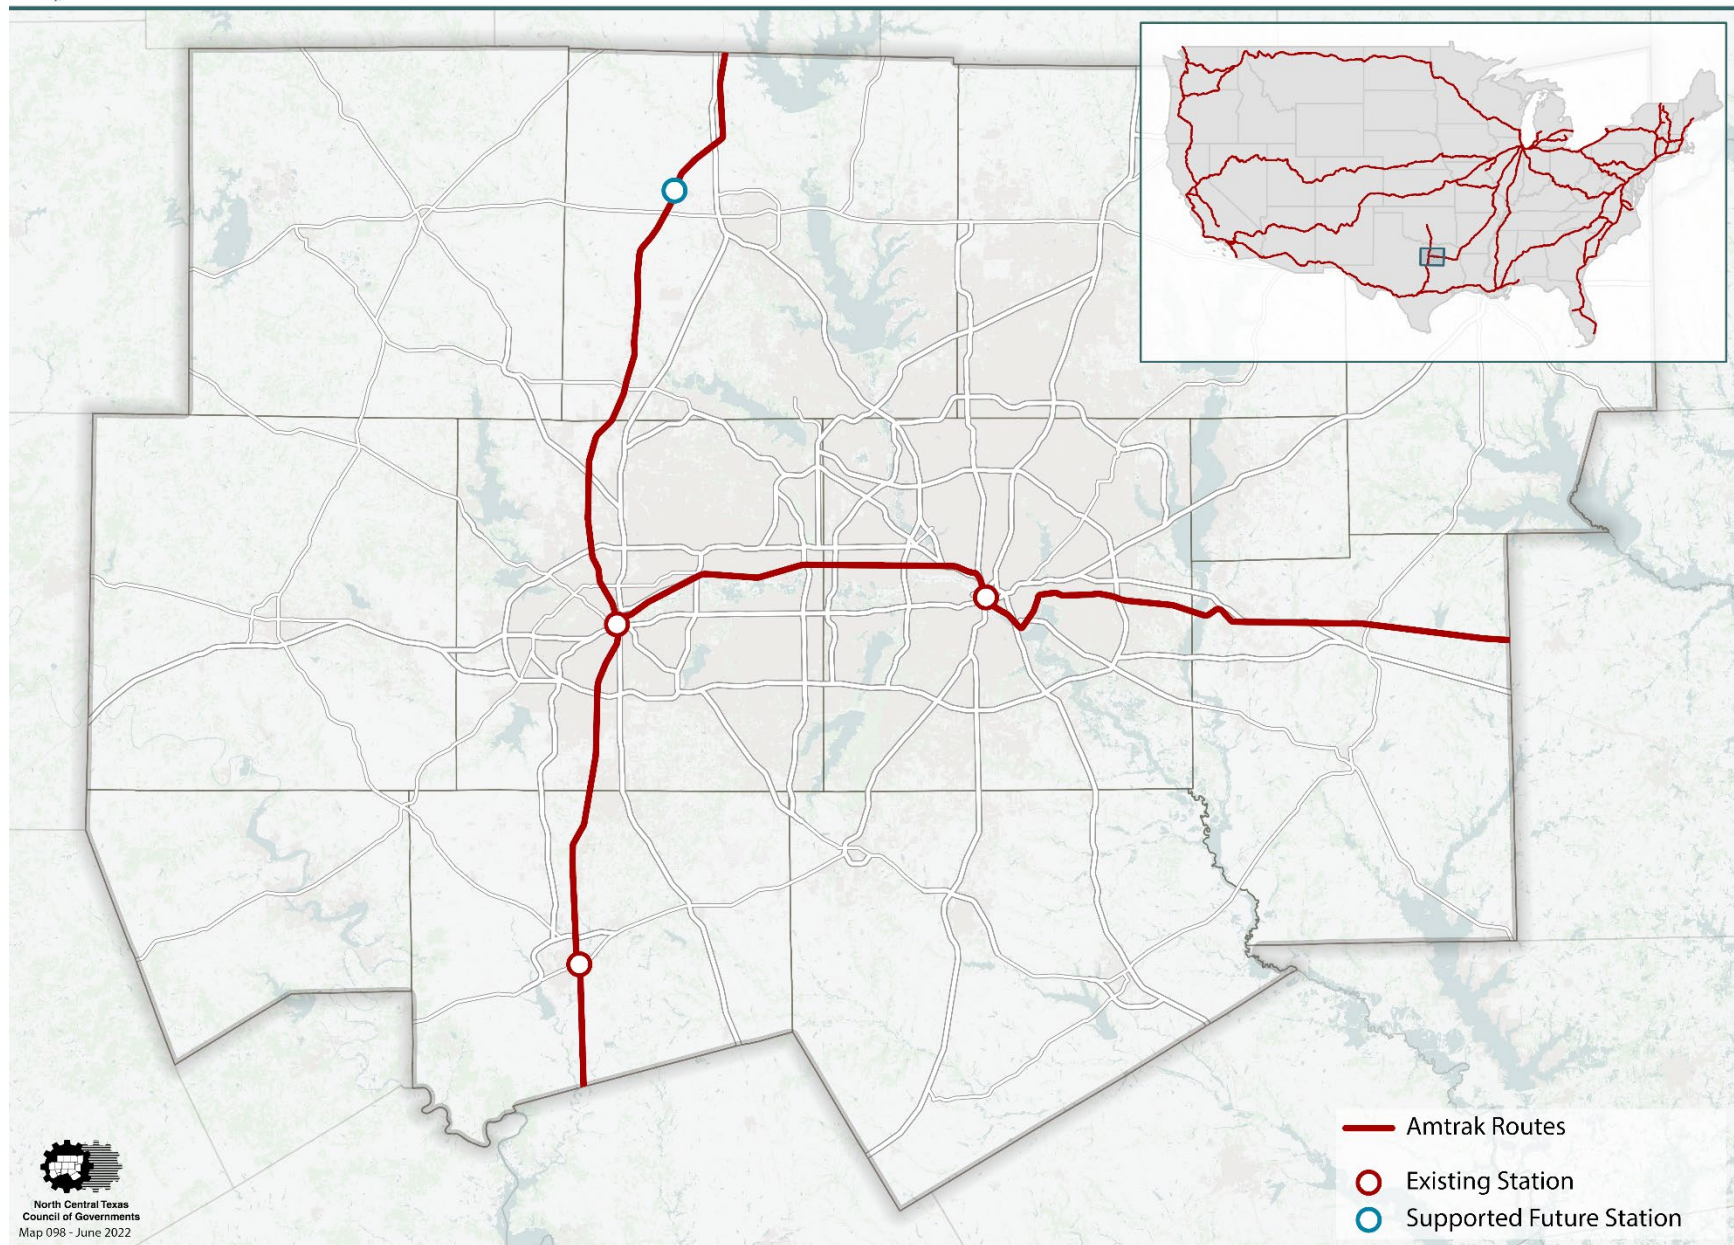 Amtrak Routes
Existing Station
Supported Future Station
North Central Texas
Council of Governments
Map 098 - June 2022